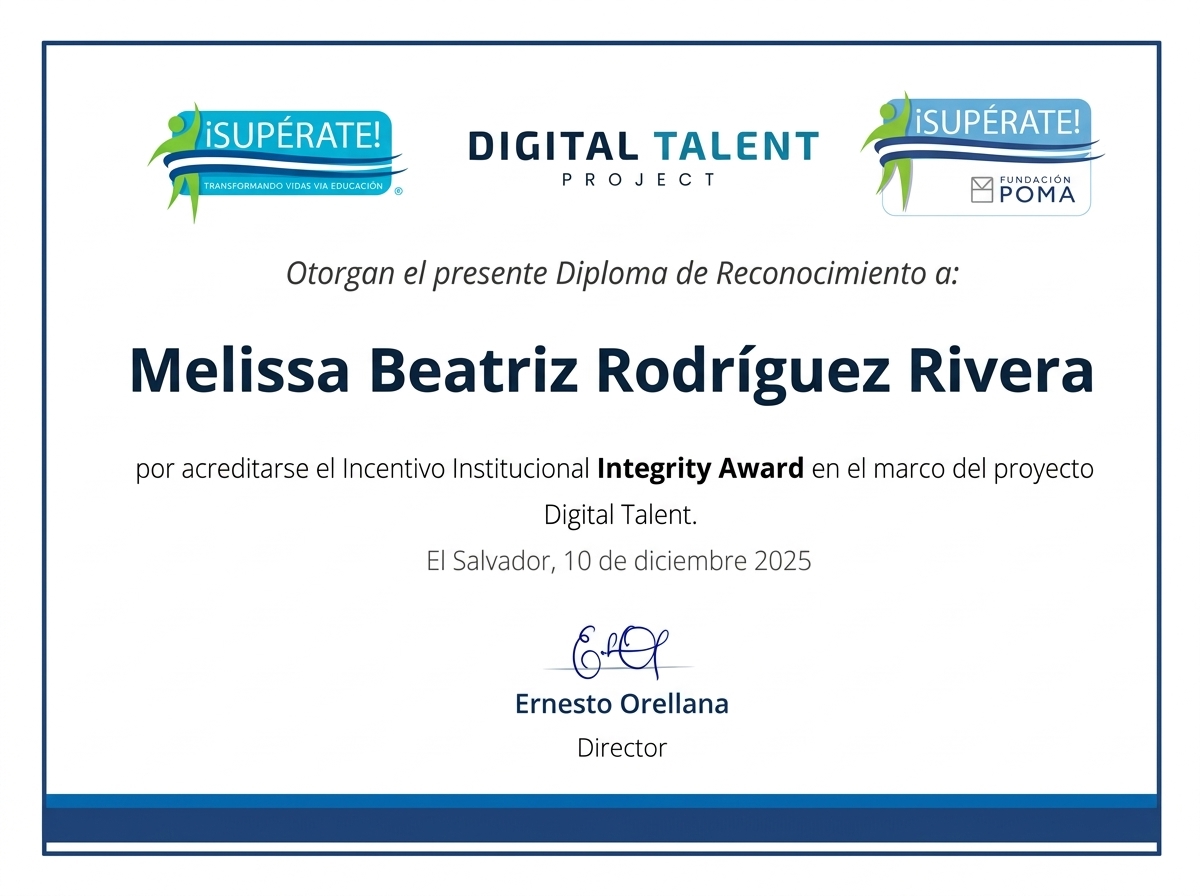 ¡SUPÉRATE!
TRANSFORMANDO VIDAS VIA EDUCACIÓN ®
DIGITAL TALENT
PROJECT
¡SUPÉRATE!
FUNDACIÓN
POMA
Otorgan el presente Diploma de Reconocimiento a:
Melissa Beatriz Rodríguez Rivera
por acreditarse el Incentivo Institucional Integrity Award en el marco del proyecto
Digital Talent.
El Salvador, 10 de diciembre 2025
Ernesto Orellana
Director